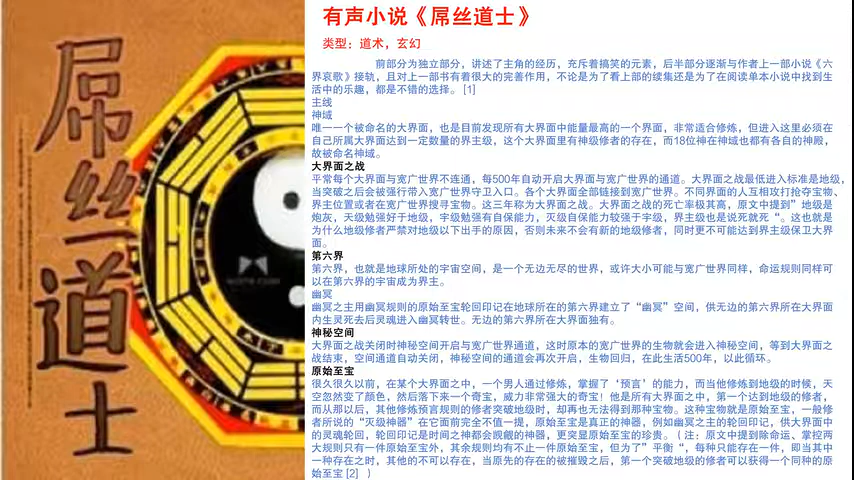 屌丝道士
有声小说《屌丝道士》
类型：道术，玄幻
前部分为独立部分，讲述了主角的经历，充斥着搞笑的元素，后半部分逐渐与作者上一部小说《六
界哀歌》接轨，且对上一部书有着很大的完善作用，不论是为了看上部的续集还是为了在阅读单本小说中找到生
活中的乐趣，都是不错的选择。[1]
主线
神域
唯一一个被命名的大界面，也是目前发现所有大界面中能量最高的一个界面，非常适合修炼，但进入这里必须在
自己所属大界面达到一定数量的界主级，这个大界面里有神级修者的存在，而18位神在神域也都有各自的神殿，
故被命名神域。
大界面之战
平常每个大界面与宽广世界不连通，每500年自动开启大界面与宽广世界的通道。大界面最低进入标准是地级，
当突破之后会被强行带入宽广世界守卫入口。各个大界面全部链接到宽广世界。不同界面的人互相攻打抢夺宝物、
界主位置或者在宽广世界搜寻宝物。这三年称为大界面之战。大界面之战的死亡率极其高，原文中提到”地级是
炮灰，天级勉强好于地级，宇级勉强有自保能力，灭级自保能力较强于宇级，界主级也是说死就死“。这也就是
为什么地级修者严禁对地级以下出手的原因，否则未来不会有新的地级修者，同时更不可能达到界主级保卫大界
面。
第六界
第六界，也就是地球所处的宇宙空间，是一个无边无尽的世界，或许大小可能与宽广世界同样，命运规则同样可
以在第六界的宇宙成为界主。
幽冥
幽冥之主用幽冥规则的原始至宝轮回印记在地球所在的第六界建立了“幽冥”空间，供无边的第六界所在大界面
内生灵死去后灵魂进入幽冥转世。无边的第六界所在大界面独有。
神秘空间
大界面之战关闭时神秘空间开启与宽广世界通道，这时原本的宽广世界的生物就会进入神秘空间，等到大界面之
战结束，空间通道自动关闭，神秘空间的通道会再次开启，生物回归，在此生活500年，以此循环。
原始至宝
很久很久以前，在某个大界面之中，一个男人通过修炼，掌握了‘预言’的能力，而当他修炼到地级的时候，天
空忽然变了颜色，然后落下来一个奇宝，威力非常强大的奇宝！他是所有大界面之中，第一个达到地级的修者，
而从那以后，其他修炼预言规则的修者突破地级时，却再也无法得到那种宝物。这种宝物就是原始至宝，一般修
者所说的“灭级神器”在它面前完全不值一提，原始至宝是真正的神器，例如幽冥之主的轮回印记，供大界面中
的灵魂轮回，轮回印记是时间之神都会觊觎的神器，更突显原始至宝的珍贵。（注：原文中提到除命运、掌控两
大规则只有一件原始至宝外，其余规则均有不止一件原始至宝，但为了”平衡“，每种只能存在一件，即当其中
一种存在之时，其他的不可以存在，当原先的存在的被摧毁之后，第一个突破地级的修者可以获得一个同种的原
始至宝[2] ）